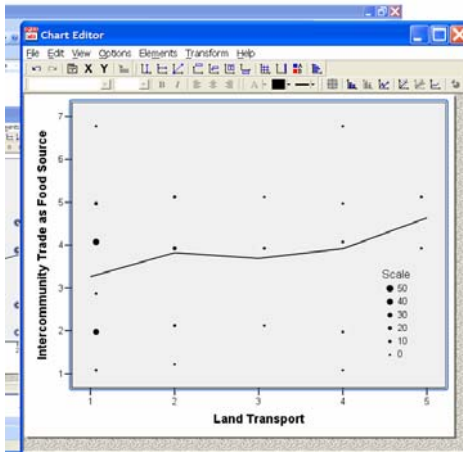 Chart Editor
File Edit View Options Elements Transform Help
X Y
B I
A
7
6
5
4
3
2
1
Intercommunity Trade as Food Source
Scale
50
40
30
20
10
0
1 2 3 4 5
Land Transport